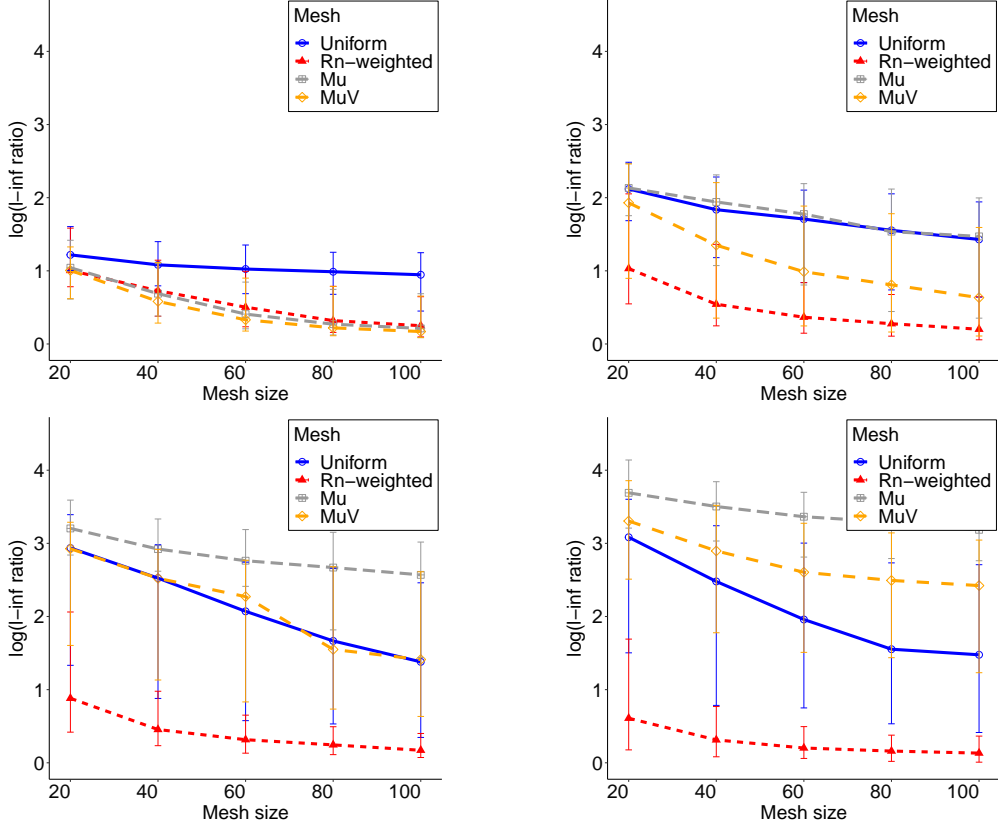 Mesh
Uniform
Rn-weighted
Mu
MuV
log(l-inf ratio)
4
3
2
1
0
20 40 60 80 100
Mesh size
Mesh
Uniform
Rn-weighted
Mu
MuV
log(l-inf ratio)
4
3
2
1
0
20 40 60 80 100
Mesh size
Mesh
Uniform
Rn-weighted
Mu
MuV
log(l-inf ratio)
4
3
2
1
0
20 40 60 80 100
Mesh size
Mesh
Uniform
Rn-weighted
Mu
MuV
log(l-inf ratio)
4
3
2
1
0
20 40 60 80 100
Mesh size